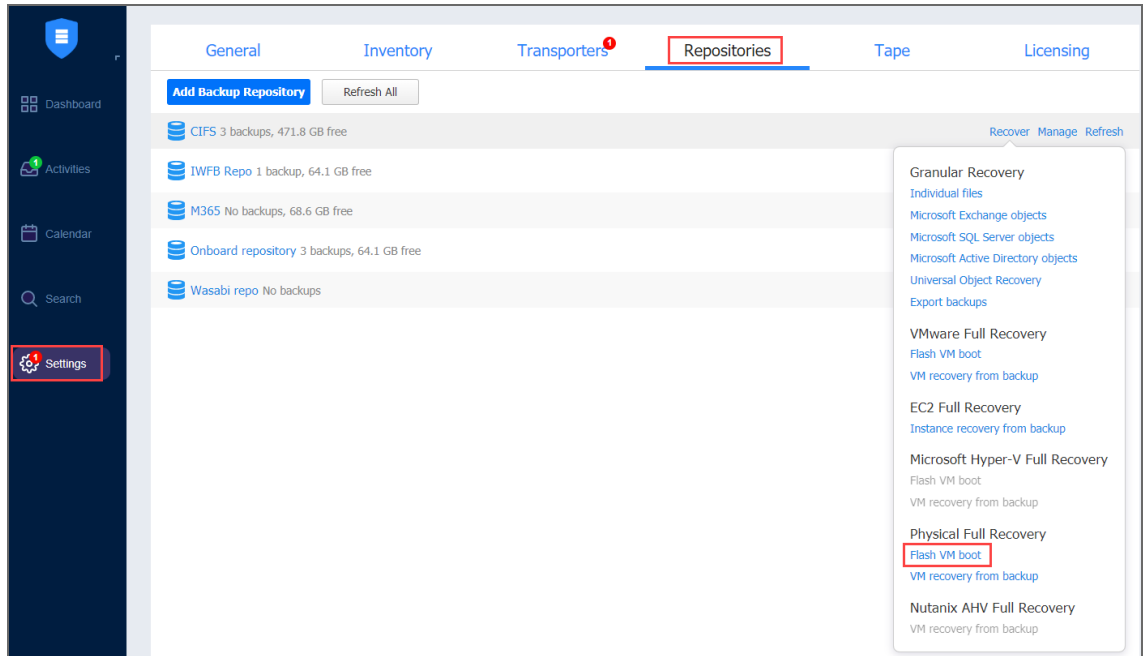 General Inventory Transporters 1 Repositories Tape Licensing
Add Backup Repository Refresh All
Dashboard
1
Activities
Calendar
Search
1
Settings
CIFS 3 backups, 471.8 GB free Recover Manage Refresh
IWFB Repo 1 backup, 64.1 GB free
M365 No backups, 68.6 GB free
Onboard repository 3 backups, 64.1 GB free
Wasabi repo No backups
Granular Recovery
Individual files
Microsoft Exchange objects
Microsoft SQL Server objects
Microsoft Active Directory objects
Universal Object Recovery
Export backups
VMware Full Recovery
Flash VM boot
VM recovery from backup
EC2 Full Recovery
Instance recovery from backup
Microsoft Hyper-V Full Recovery
Flash VM boot
VM recovery from backup
Physical Full Recovery
Flash VM boot
VM recovery from backup
Nutanix AHV Full Recovery
VM recovery from backup